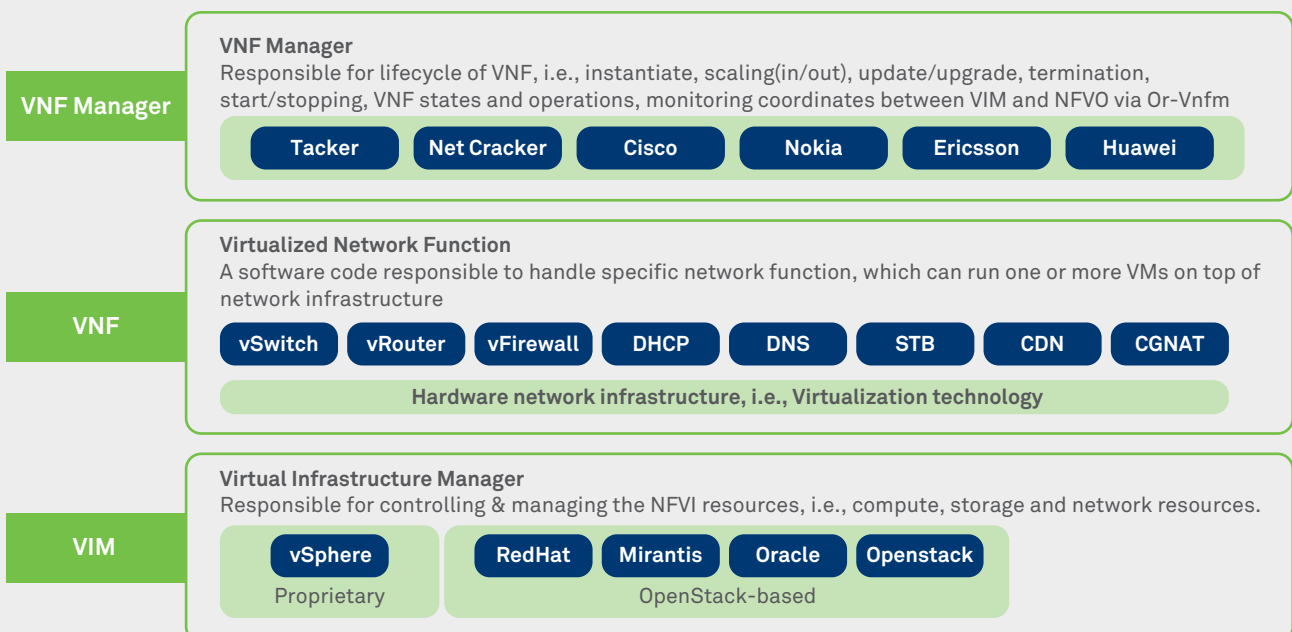 VNF Manager
VNF Manager
Responsible for lifecycle of VNF, i.e., instantiate, scaling(in/out), update/upgrade, termination,
start/stopping, VNF states and operations, monitoring coordinates between VIM and NFVO via Or-Vnfm
Tacker Net Cracker Cisco Nokia Ericsson Huawei
VNF
Virtualized Network Function
A software code responsible to handle specific network function, which can run one or more VMs on top of
network infrastructure
vSwitch vRouter vFirewall DHCP DNS STB CDN CGNAT
Hardware network infrastructure, i.e., Virtualization technology
VIM
Virtual Infrastructure Manager
Responsible for controlling & managing the NFVI resources, i.e., compute, storage and network resources.
vSphere RedHat Mirantis Oracle Openstack
Proprietary OpenStack-based